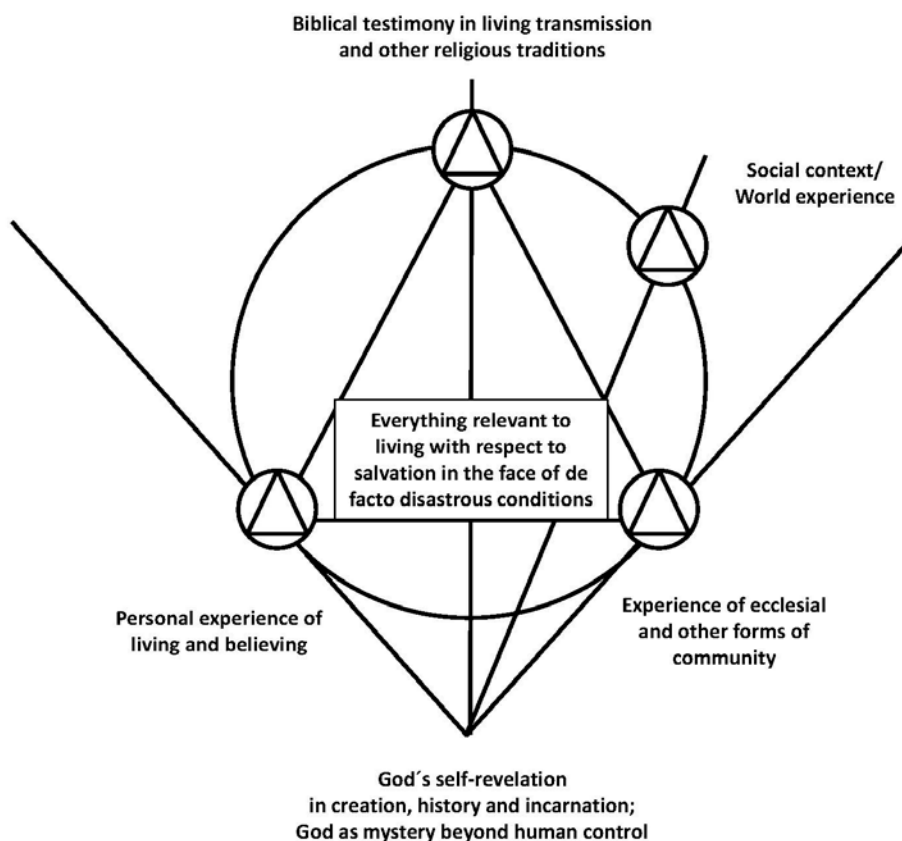 Biblical testimony in living transmission
and other religious traditions
Social context/
World experience
Everything relevant to
living with respect to
salvation in the face of de
facto disastrous conditions
Personal experience of
living and believing
Experience of ecclesial
and other forms of
community
God´s self-revelation
in creation, history and incarnation;
God as mystery beyond human control